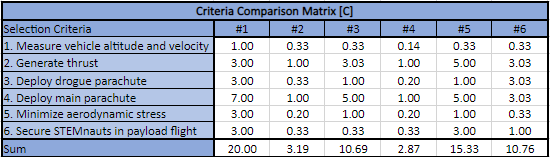 Criteria Comparison Matrix [C]
Selection Criteria #1 #2 #3 #4 #5 #6
1. Measure vehicle altitude and velocity 1.00 0.33 0.33 0.14 0.33 0.33
2. Generate thrust 3.00 1.00 3.03 1.00 5.00 3.03
3. Deploy drogue parachute 3.00 0.33 1.00 0.20 1.00 3.03
4. Deploy main parachute 7.00 1.00 5.00 1.00 5.00 3.03
5. Minimize aerodynamic stress 3.00 0.20 1.00 0.20 1.00 0.33
6. Secure STEMnauts in payload flight 3.00 0.33 0.33 0.33 3.00 1.00
Sum 20.00 3.19 10.69 2.87 15.33 10.76